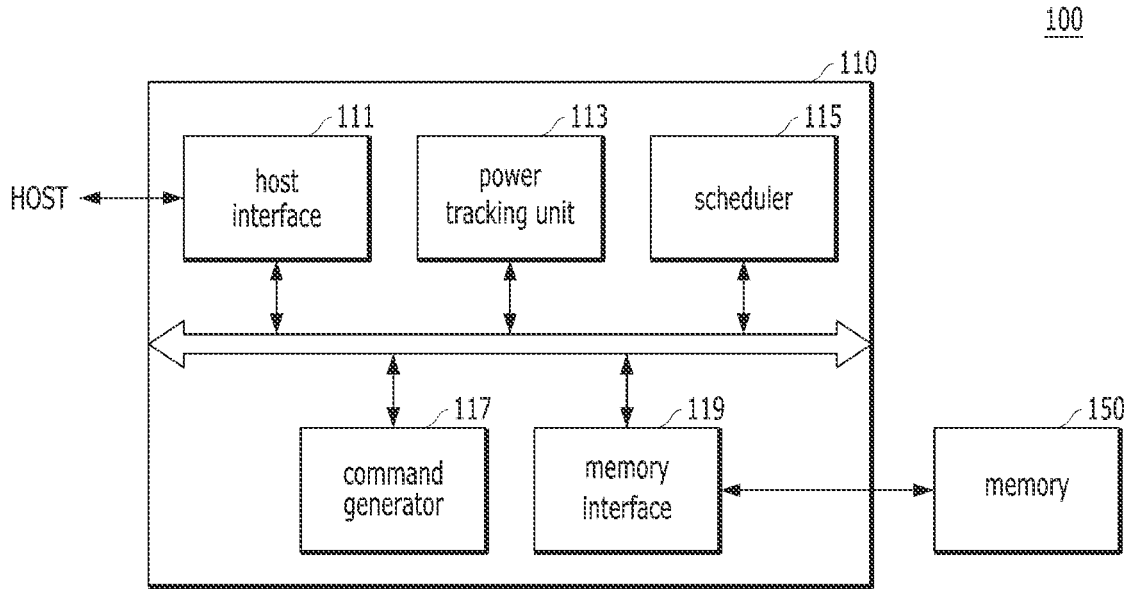 100
110
111
113
115
HOST
host
interface
power
tracking unit
scheduler
117
119
150
command
generator
memory
interface
memory